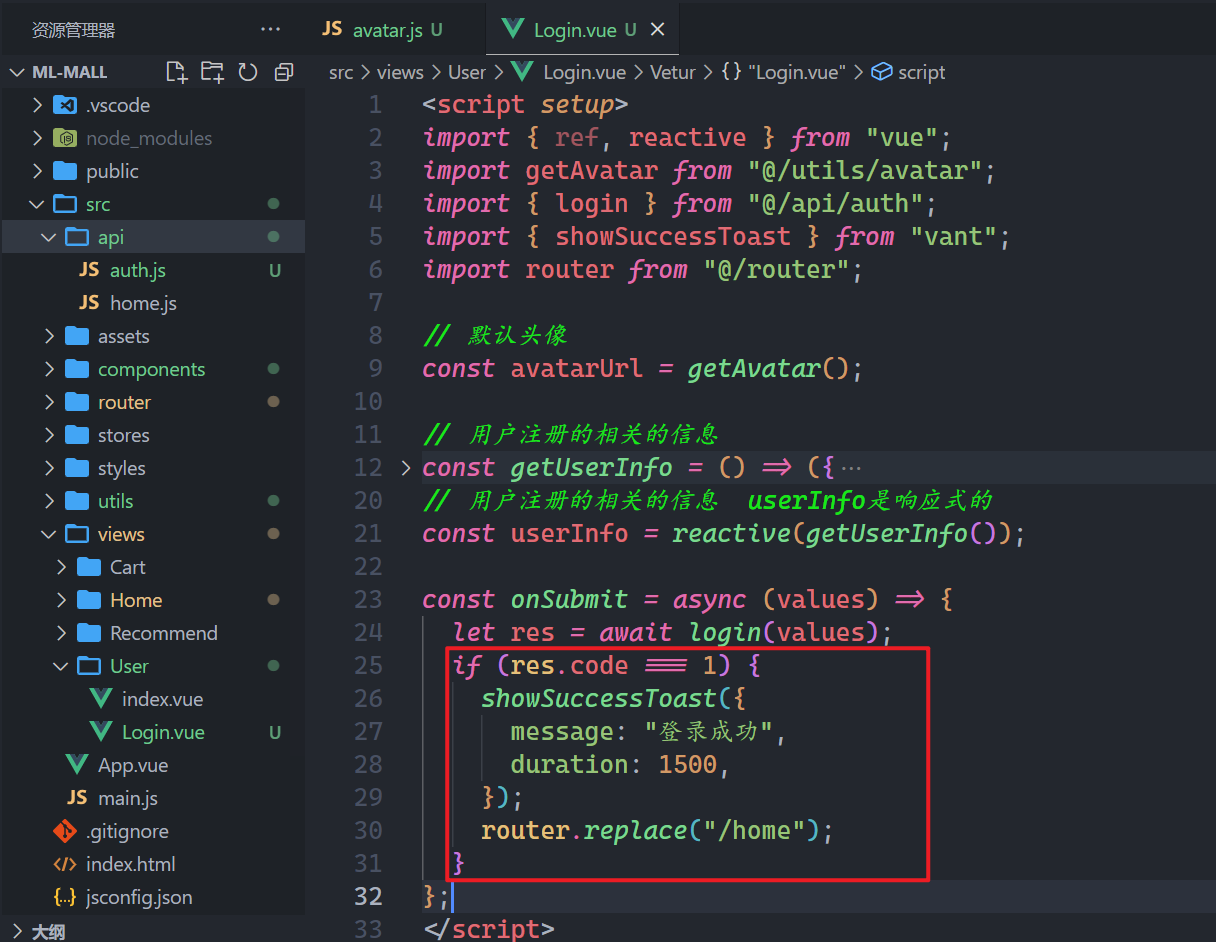 资源管理器 ···
JS avatar.js U
Login.vue U
ML-MALL
src > views > User > Login.vue > Vetur > {} "Login.vue" > script
.vscode
node_modules
public
src
api
JS auth.js U
JS home.js
assets
components
router
stores
styles
utils
views
Cart
Home
Recommend
User
index.vue
Login.vue U
App.vue
JS main.js
.gitignore
index.html
{..} jsconfig.json
大纲
1 <script setup>
2 import { ref, reactive } from "vue";
3 import getAvatar from "@/utils/avatar";
4 import { login } from "@/api/auth";
5 import { showSuccessToast } from "vant";
6 import router from "@/router";
7
8 // 默认头像
9 const avatarUrl = getAvatar();
10
11 // 用户注册的相关的信息
12 const getUserInfo = () => ({···
20 // 用户注册的相关的信息 userInfo是响应式的
21 const userInfo = reactive(getUserInfo());
22
23 const onSubmit = async (values) => {
24 let res = await login(values);
25 if (res.code === 1) {
26 showSuccessToast({
27 message: "登录成功",
28 duration: 1500,
29 });
30 router.replace("/home");
31 }
32 };
33 </script>